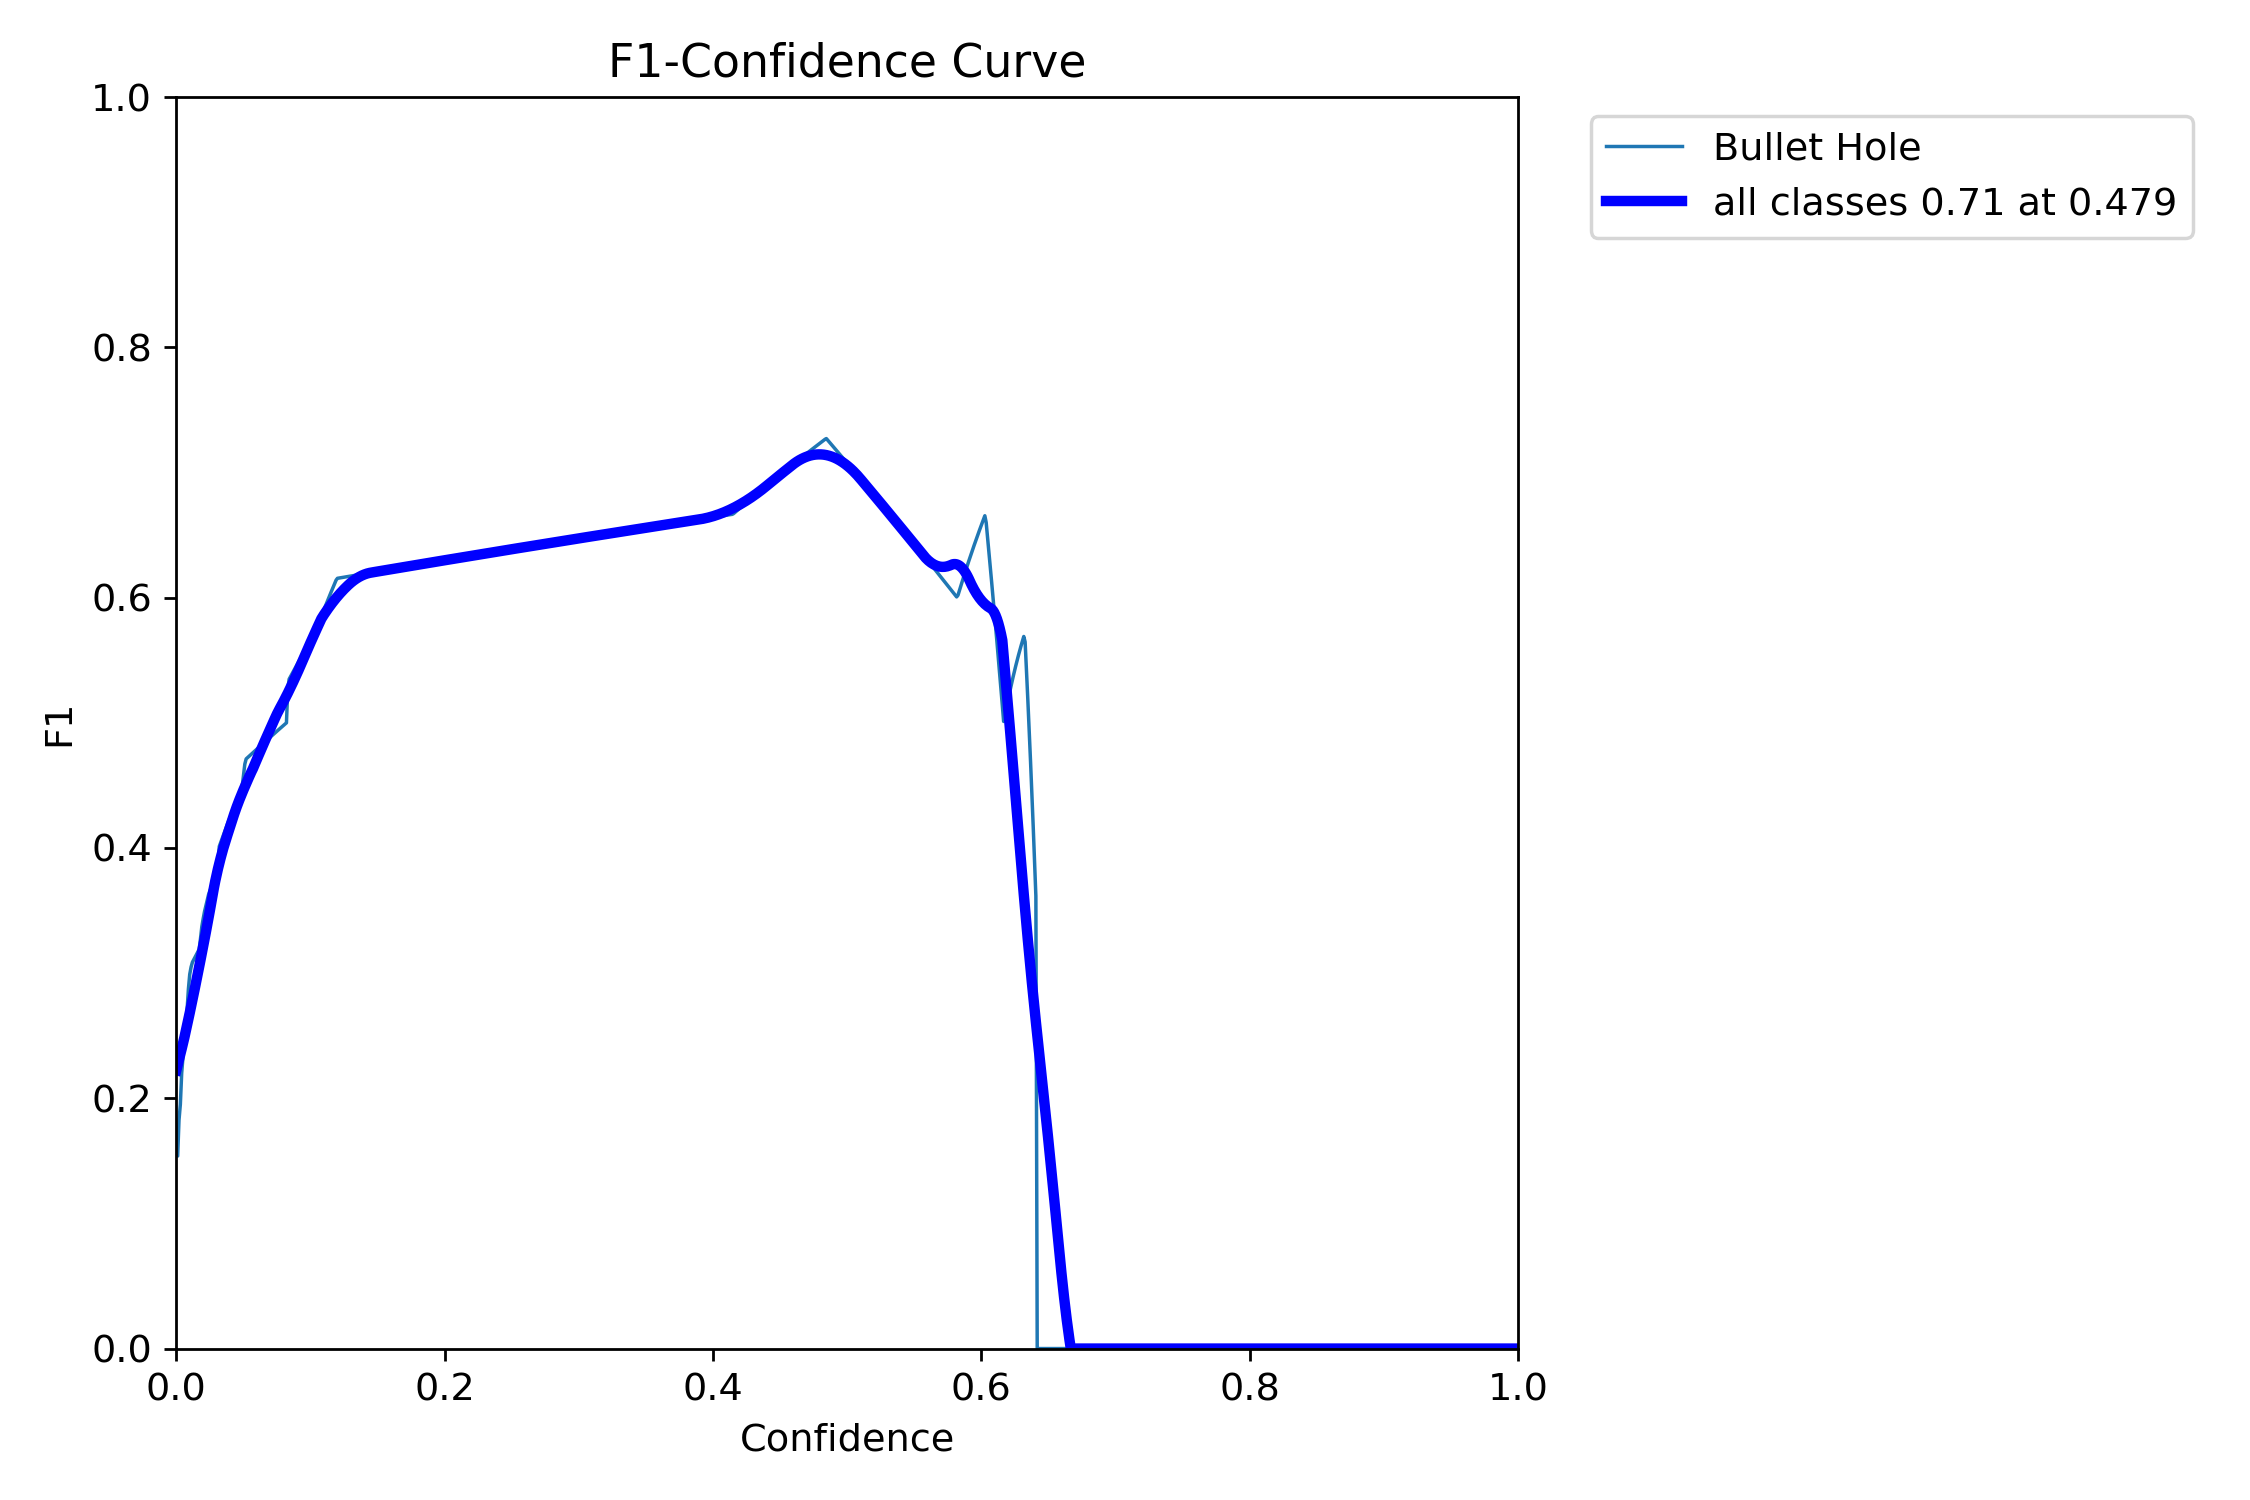 F1-Confidence Curve
1.0
0.8
0.6
0.4
0.2
0.0
F1
0.0 0.2 0.4 0.6 0.8 1.0
Confidence
Bullet Hole
all classes 0.71 at 0.479